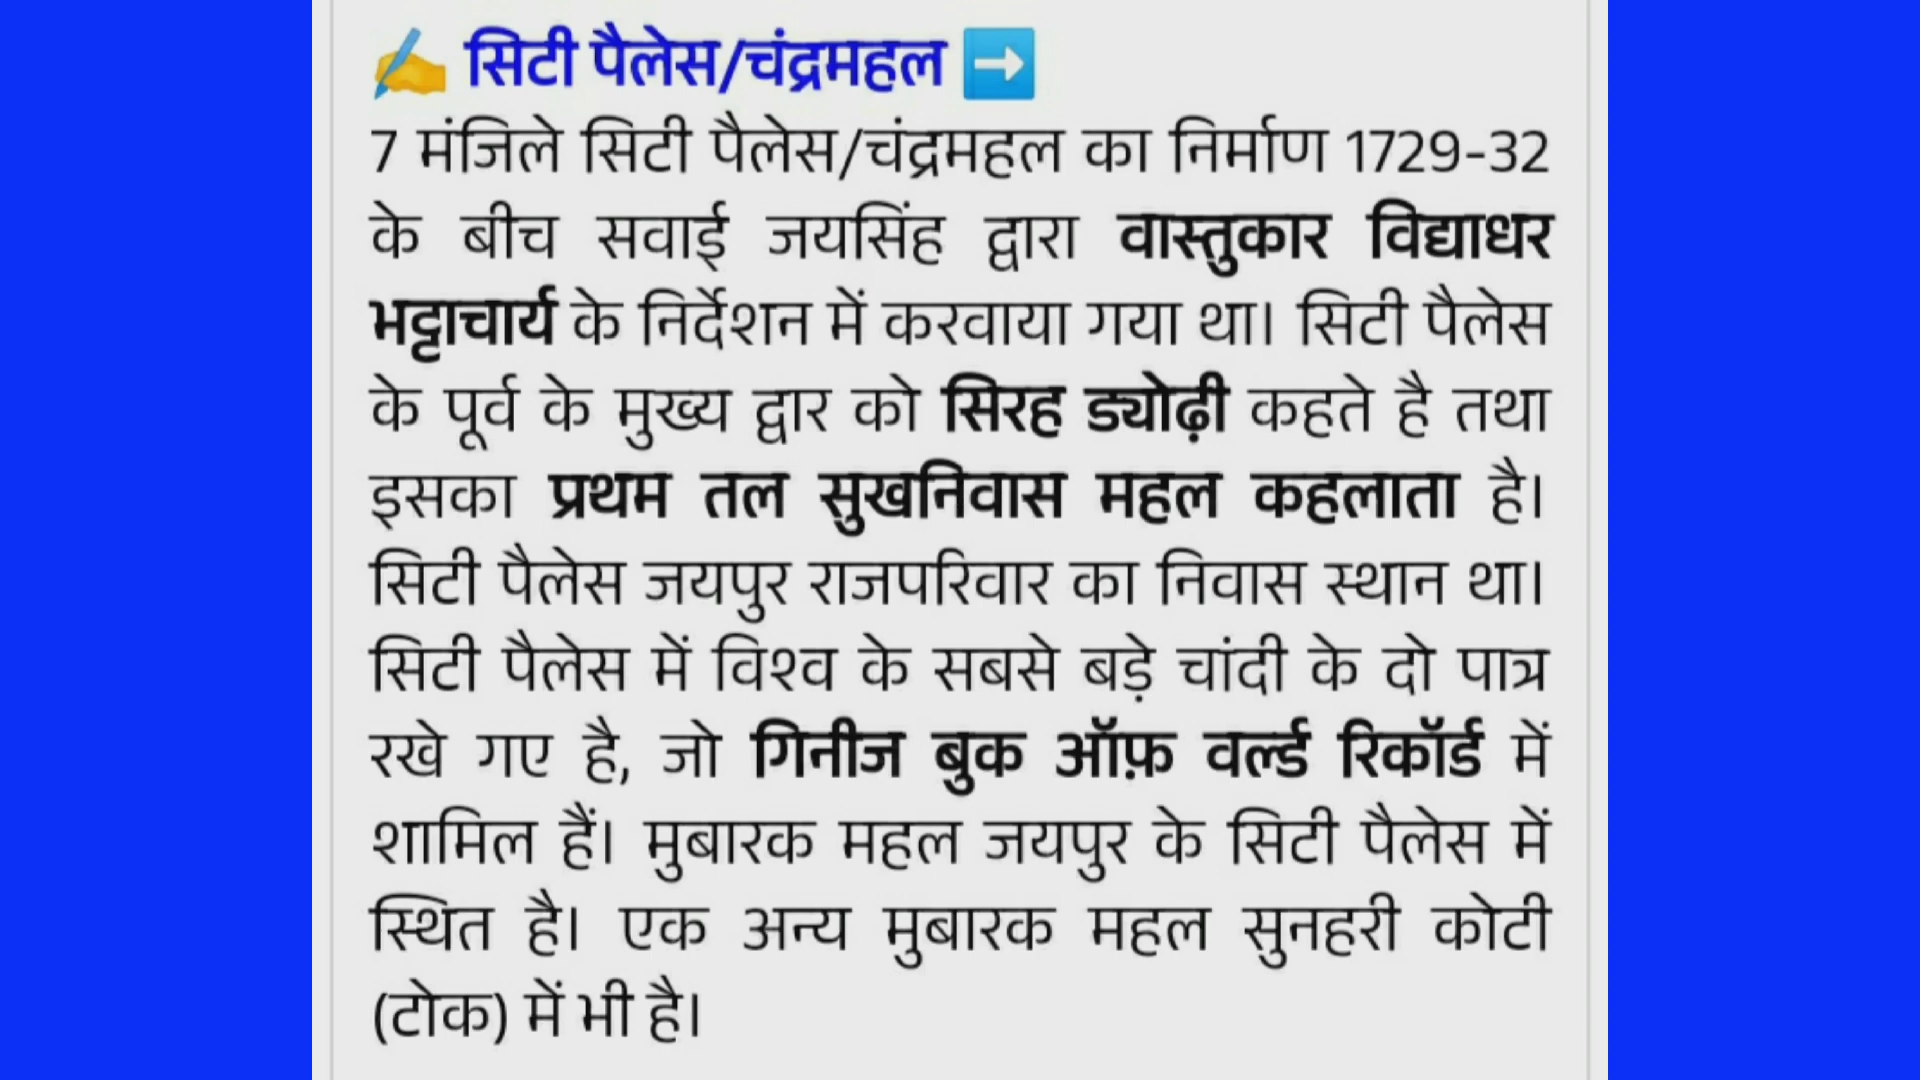 ✍️ सिटी पैलेस/चंद्रमहल ➡️
7 मंजिले सिटी पैलेस/चंद्रमहल का निर्माण 1729-32
के बीच सवाई जयसिंह द्वारा वास्तुकार विद्याधर
भट्टाचार्य के निर्देशन में करवाया गया था। सिटी पैलेस
के पूर्व के मुख्य द्वार को सिरह ड्योढ़ी कहते है तथा
इसका प्रथम तल सुखनिवास महल कहलाता है।
सिटी पैलेस जयपुर राजपरिवार का निवास स्थान था।
सिटी पैलेस में विश्व के सबसे बड़े चांदी के दो पात्र
रखे गए है, जो गिनीज बुक ऑफ़ वर्ल्ड रिकॉर्ड में
शामिल हैं। मुबारक महल जयपुर के सिटी पैलेस में
स्थित है। एक अन्य मुबारक महल सुनहरी कोटी
(टोक) में भी है।